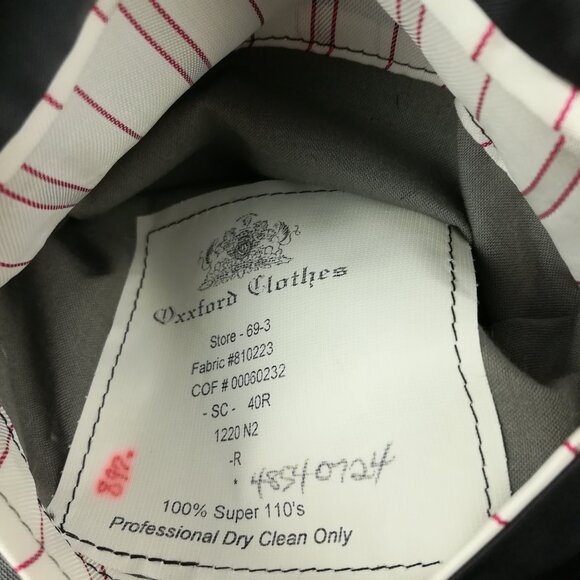 Oxxford Clothes
Store - 69-3
Fabric #810223
COF # 00060232
- SC - 40R
1220 N2
-R
* 4854 0724
100% Super 110's
Professional Dry Clean Only